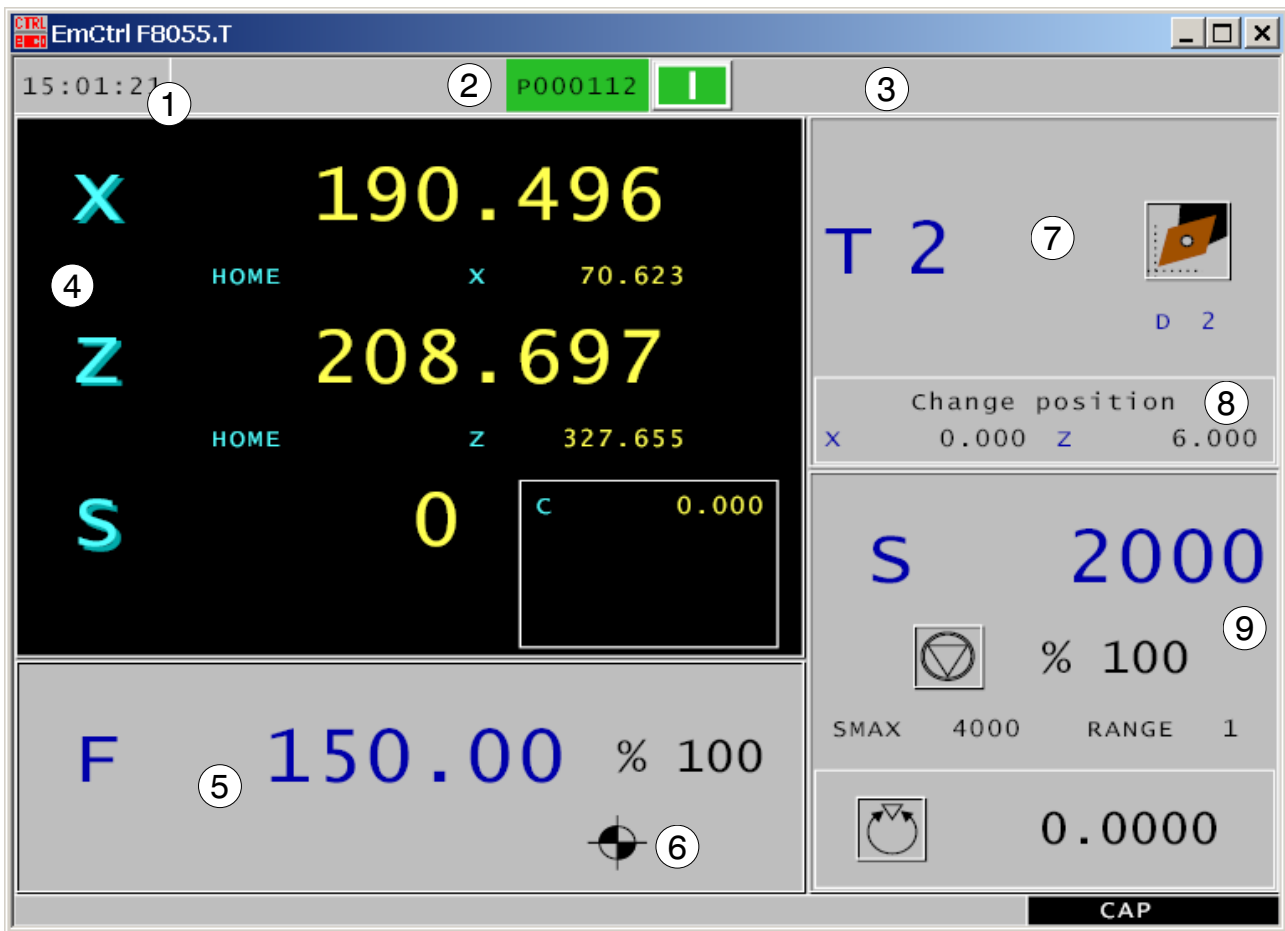 CTRL
emco
EmCtrl F8055.T
15:01:21
1
2
P000112
3
X 190.496
4
HOME X 70.623
Z 208.697
HOME Z 327.655
S 0
C 0.000
F 150.00 % 100
5
6
T 2
7
D 2
Change position
8
X 0.000 Z 6.000
S 2000
9
% 100
SMAX 4000 RANGE 1
0.0000
CAP